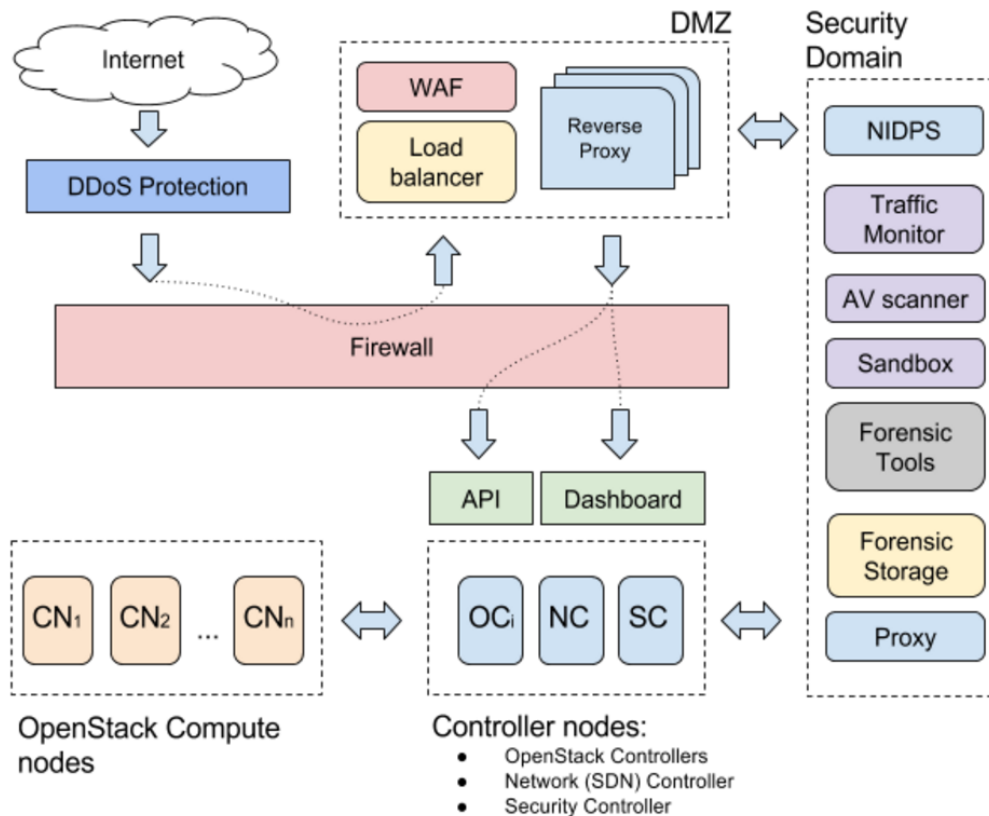 Internet
DDoS Protection
DMZ
WAF
Load
balancer
Reverse
Proxy
Security
Domain
NIDPS
Traffic
Monitor
AV scanner
Sandbox
Forensic
Tools
Forensic
Storage
Proxy
Firewall
API
Dashboard
CN₁
CN₂
...
CNₙ
OCᵢ
NC
SC
OpenStack Compute
nodes
Controller nodes:
● OpenStack Controllers
● Network (SDN) Controller
● Security Controller